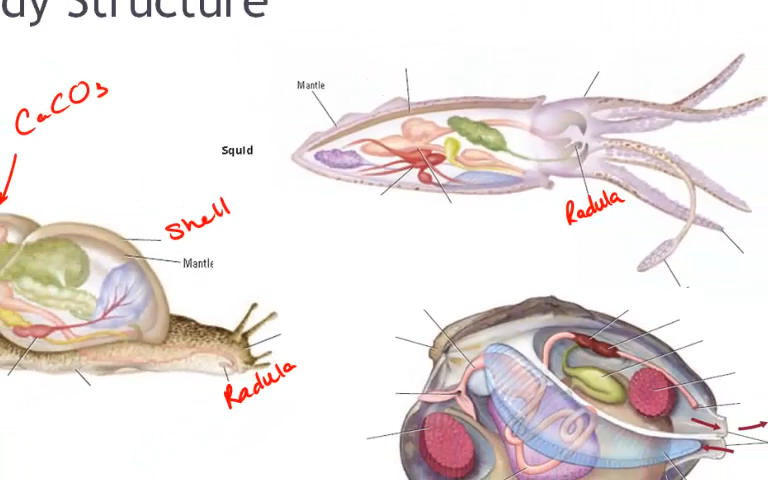 dy Structure
CaCO3
Mantle
Squid
Radula
Shell
Mantle
Radula